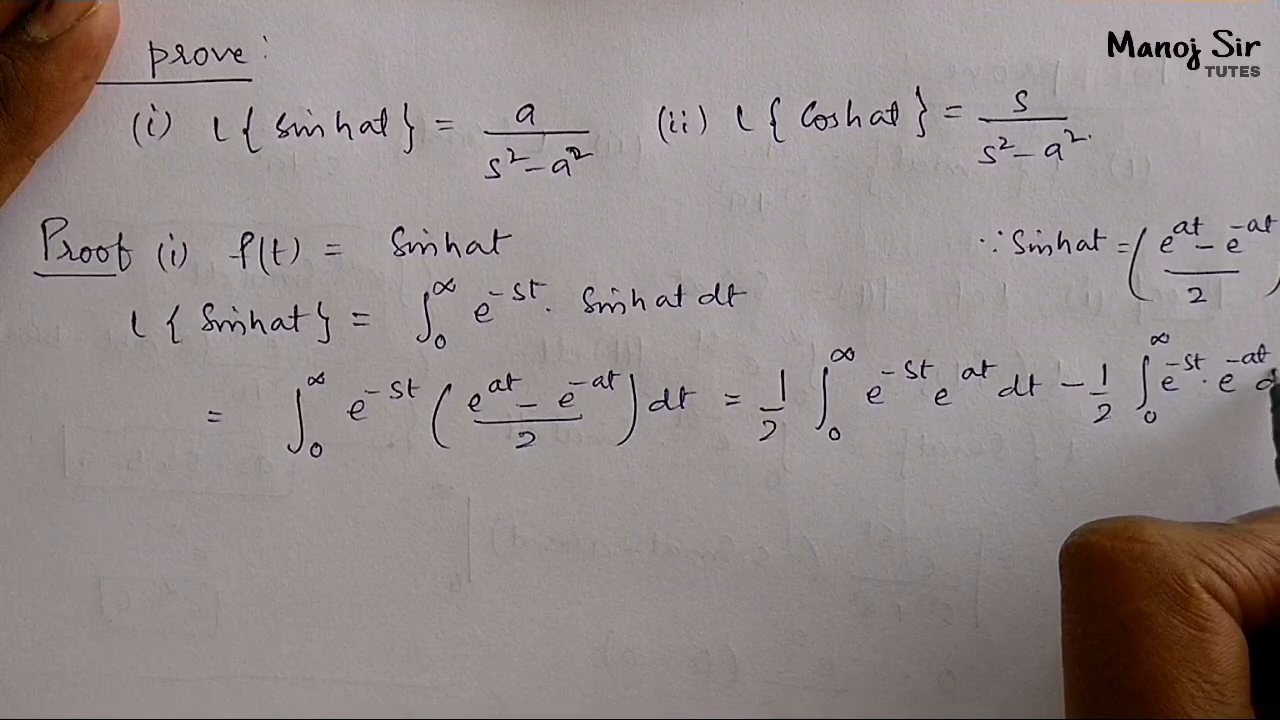 Manoj Sir
TUTES
prove:
(i) L{sinhat} = a/(s²-a²) (ii) L{Coshat} = s/(s²-a²).
Proof (i) f(t) = Sinhat ∵ Sinhat = ((e^at - e^-at)/2)
L{Sinhat} = ∫₀^∞ e^-st. Sinhat dt
= ∫₀^∞ e^-st ((e^at - e^-at)/2) dt = 1/2 ∫₀^∞ e^-st e^at dt - 1/2 ∫₀^∞ e^-st. e^-at d